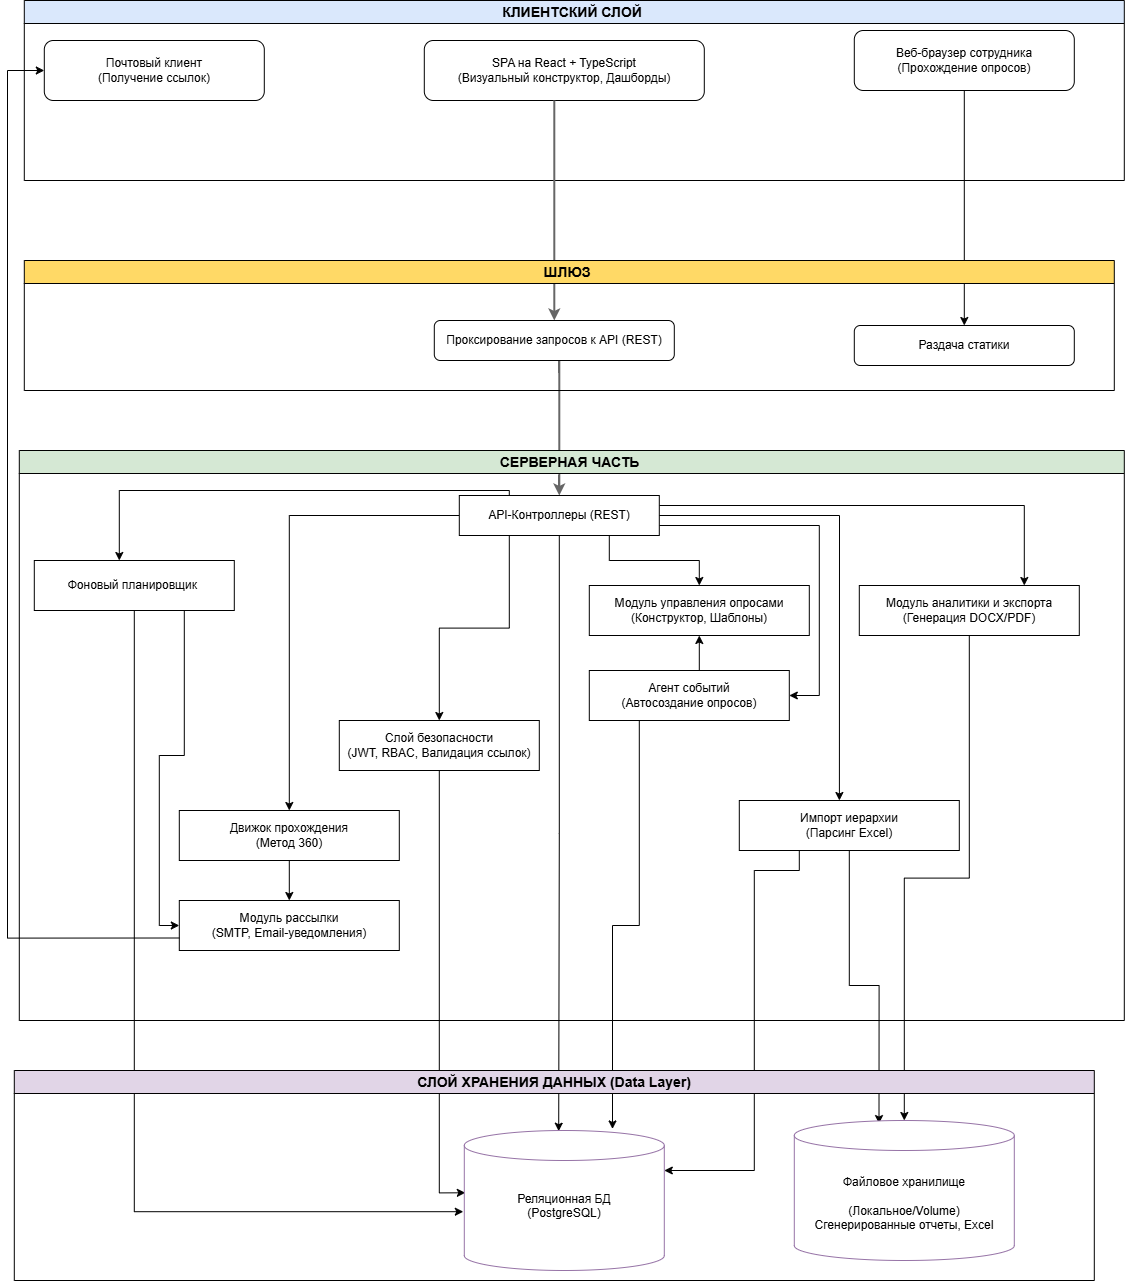 КЛИЕНТСКИЙ СЛОЙ
Почтовый клиент
(Получение ссылок)
SPA на React + TypeScript
(Визуальный конструктор, Дашборды)
Веб-браузер сотрудника
(Прохождение опросов)
ШЛЮЗ
Проксирование запросов к API (REST)
Раздача статики
СЕРВЕРНАЯ ЧАСТЬ
API-Контроллеры (REST)
Фоновый планировщик
Модуль управления опросами
(Конструктор, Шаблоны)
Модуль аналитики и экспорта
(Генерация DOCX/PDF)
Агент событий
(Автосоздание опросов)
Слой безопасности
(JWT, RBAC, Валидация ссылок)
Движок прохождения
(Метод 360)
Импорт иерархии
(Парсинг Excel)
Модуль рассылки
(SMTP, Email-уведомления)
СЛОЙ ХРАНЕНИЯ ДАННЫХ (Data Layer)
Реляционная БД
(PostgreSQL)
Файловое хранилище
(Локальное/Volume)
Сгенерированные отчеты, Excel